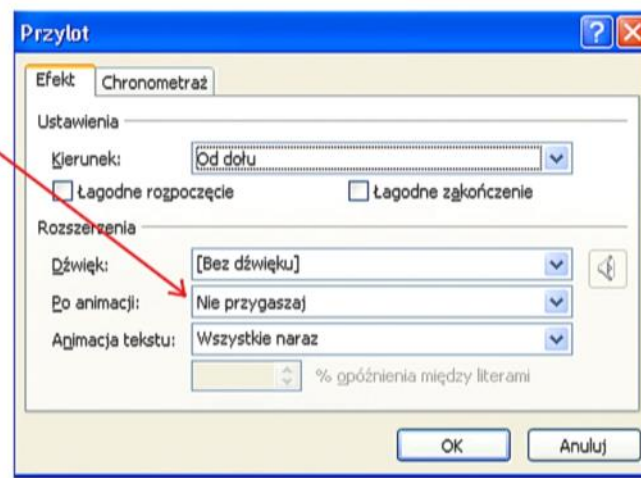 Przylot
Efekt Chronometraż
Ustawienia
Kierunek: Od dołu
Łagodne rozpoczęcie Łagodne zakończenie
Rozszerzenia
Dźwięk: [Bez dźwięku]
Po animacji: Nie przygaszaj
Animacja tekstu: Wszystkie naraz
% opóźnienia między literami
OK Anuluj